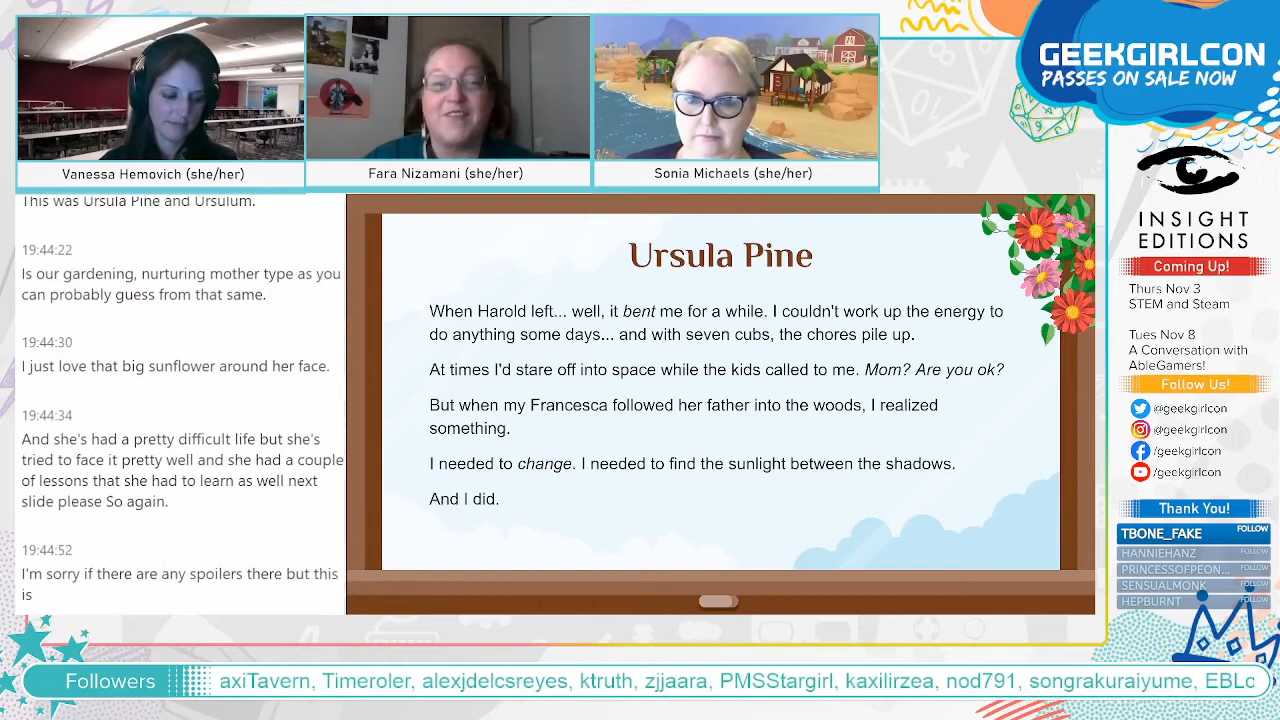 GEEKGIRLCON
PASSES ON SALE NOW
Vanessa Hemovich (she/her)
Fara Nizamani (she/her)
Sonia Michaels (she/her)
This was Ursula Pine and Ursulum.
19:44:22
Is our gardening, nurturing mother type as you
can probably guess from that same.
19:44:30
I just love that big sunflower around her face.
19:44:34
And she's had a pretty difficult life but she's
tried to face it pretty well and she had a couple
of lessons that she had to learn as well next
slide please So again.
19:44:52
I'm sorry if there are any spoilers there but this
is
Ursula Pine
When Harold left... well, it bent me for a while. I couldn't work up the energy to
do anything some days... and with seven cubs, the chores pile up.
At times I'd stare off into space while the kids called to me. Mom? Are you ok?
But when my Francesca followed her father into the woods, I realized
something.
I needed to change. I needed to find the sunlight between the shadows.
And I did.
INSIGHT
EDITIONS
Coming Up!
Thurs Nov 3
STEM and Steam
Tues Nov 8
A Conversation with
AbleGamers!
Follow Us!
@geekgirlcon
@geekgirlcon
/geekgirlcon
/geekgirlcon
Thank You!
TBONE_FAKE FOLLOW
HANNIEHANZ FOLLOW
PRINCESSOFPEON... FOLLOW
SENSUALMONK FOLLOW
HEPBURNT FOLLOW
Followers axiTavern, Timeroler, alexjdelcsreyes, ktruth, zjjaara, PMSStargirl, kaxilirzea, nod791, songrakuraiyume, EBLc